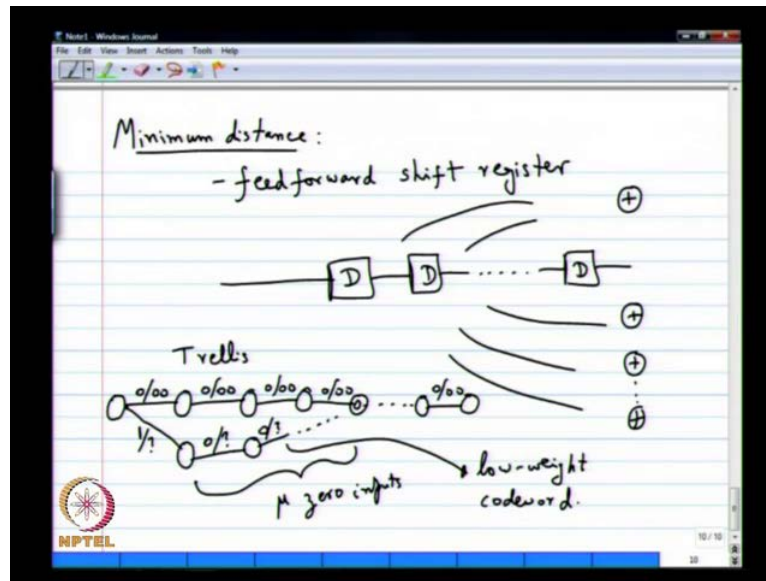 Note1 - Windows Journal
File Edit View Insert Actions Tools Help
Minimum distance :
- feedforward shift register
+
D D ...... D
+
+
+
Trellis
0/00 0/00 0/00 0/00 .... 0/00
1/? 0/? 0/? ....
μ zero inputs
low-weight
codeword.
NPTEL
10 / 10
10